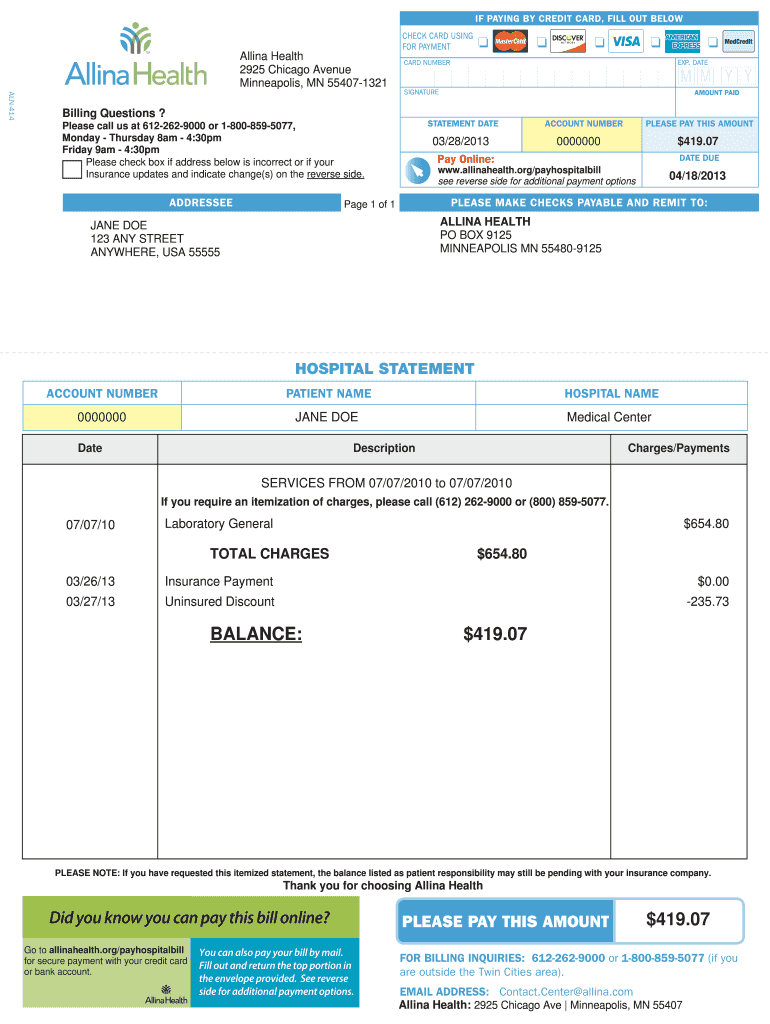 IF PAYING BY CREDIT CARD, FILL OUT BELOW
CHECK CARD USING
FOR PAYMENT
MasterCard
DISCOVER
NETWORK
VISA
AMERICAN
EXPRESS
MedCredit
CARD NUMBER
EXP. DATE
M M Y Y
SIGNATURE
AMOUNT PAID
STATEMENT DATE
ACCOUNT NUMBER
PLEASE PAY THIS AMOUNT
03/28/2013
0000000
$419.07
Pay Online:
www.allinahealth.org/payhospitalbill
see reverse side for additional payment options
DATE DUE
04/18/2013
Allina Health
Allina Health
2925 Chicago Avenue
Minneapolis, MN 55407-1321
ALN-414
Billing Questions ?
Please call us at 612-262-9000 or 1-800-859-5077,
Monday - Thursday 8am - 4:30pm
Friday 9am - 4:30pm
Please check box if address below is incorrect or if your
Insurance updates and indicate change(s) on the reverse side.
ADDRESSEE
Page 1 of 1
PLEASE MAKE CHECKS PAYABLE AND REMIT TO:
JANE DOE
123 ANY STREET
ANYWHERE, USA 55555
ALLINA HEALTH
PO BOX 9125
MINNEAPOLIS MN 55480-9125
HOSPITAL STATEMENT
ACCOUNT NUMBER
PATIENT NAME
HOSPITAL NAME
0000000
JANE DOE
Medical Center
Date
Description
Charges/Payments
SERVICES FROM 07/07/2010 to 07/07/2010
If you require an itemization of charges, please call (612) 262-9000 or (800) 859-5077.
07/07/10
Laboratory General
$654.80
TOTAL CHARGES
$654.80
03/26/13
Insurance Payment
$0.00
03/27/13
Uninsured Discount
-235.73
BALANCE:
$419.07
PLEASE NOTE: If you have requested this itemized statement, the balance listed as patient responsibility may still be pending with your insurance company.
Thank you for choosing Allina Health
Did you know you can pay this bill online?
Go to allinahealth.org/payhospitalbill
for secure payment with your credit card
or bank account.
Allina Health
You can also pay your bill by mail.
Fill out and return the top portion in
the envelope provided. See reverse
side for additional payment options.
PLEASE PAY THIS AMOUNT
$419.07
FOR BILLING INQUIRIES: 612-262-9000 or 1-800-859-5077 (if you
are outside the Twin Cities area).
EMAIL ADDRESS: Contact.Center@allina.com
Allina Health: 2925 Chicago Ave | Minneapolis, MN 55407